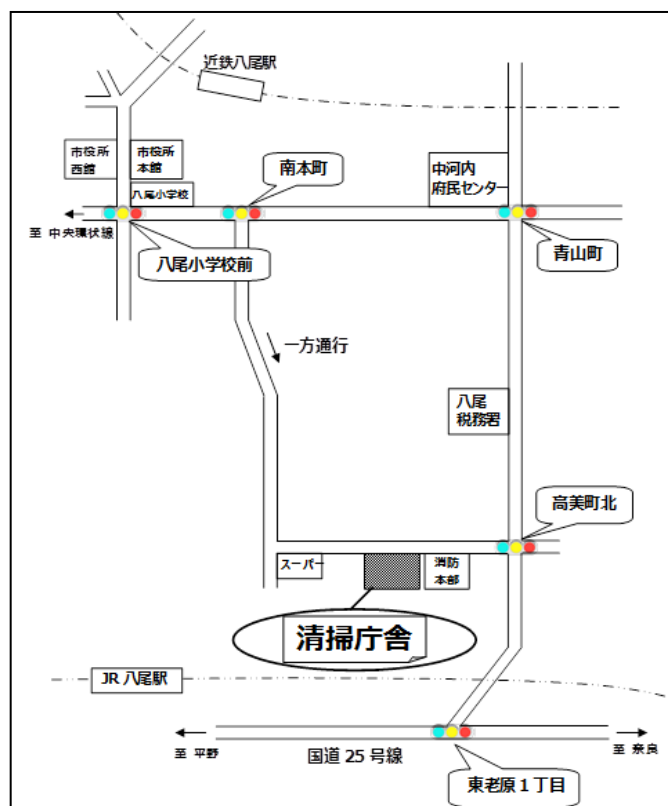 近鉄八尾駅
市役所
西館
市役所
本館
八尾小学校
南本町
中河内
府民センター
至 中央環状線
八尾小学校前
青山町
一方通行
八尾
税務署
高美町北
スーパー
消防
本部
清掃庁舎
JR 八尾駅
至 平野
国道 25 号線
至 奈良
東老原 1 丁目